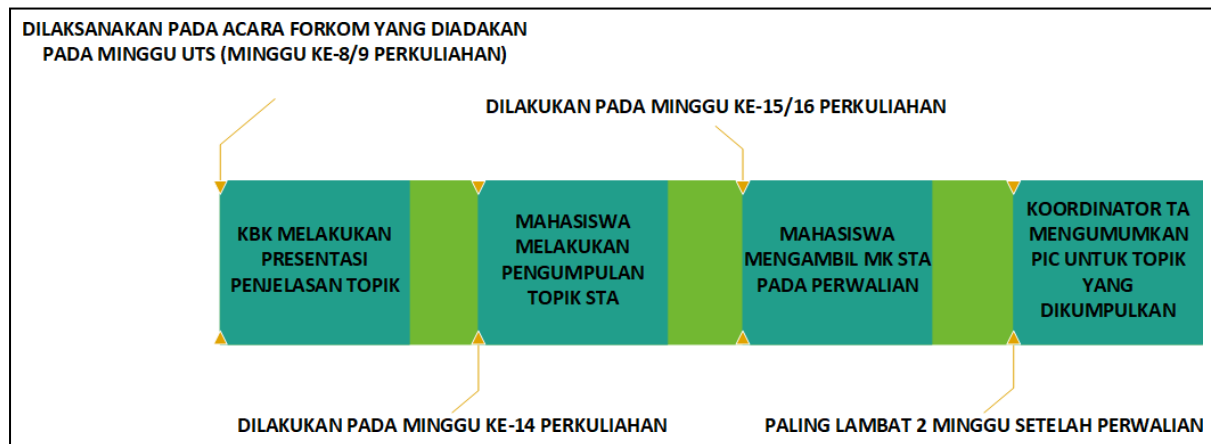 DILAKSANAKAN PADA ACARA FORKOM YANG DIADAKAN
PADA MINGGU UTS (MINGGU KE-8/9 PERKULIAHAN)
DILAKUKAN PADA MINGGU KE-15/16 PERKULIAHAN
KBK MELAKUKAN
PRESENTASI
PENJELASAN TOPIK
MAHASISWA
MELAKUKAN
PENGUMPULAN
TOPIK STA
MAHASISWA
MENGAMBIL MK STA
PADA PERWALIAN
KOORDINATOR TA
MENGUMUMKAN
PIC UNTUK TOPIK
YANG
DIKUMPULKAN
DILAKUKAN PADA MINGGU KE-14 PERKULIAHAN
PALING LAMBAT 2 MINGGU SETELAH PERWALIAN